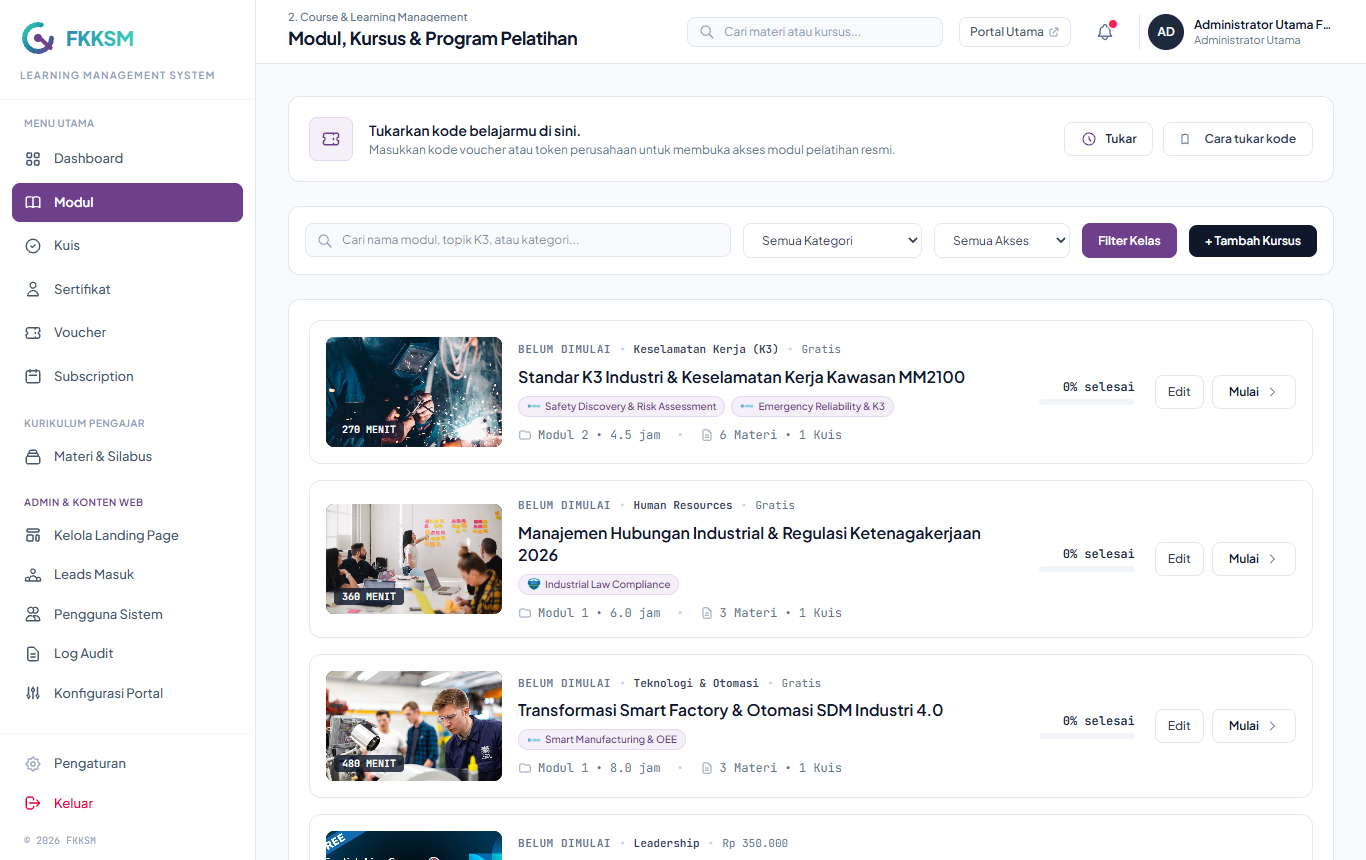 FKKSM
LEARNING MANAGEMENT SYSTEM
MENU UTAMA
Dashboard
Modul
Kuis
Sertifikat
Voucher
Subscription
KURIKULUM PENGAJAR
Materi & Silabus
ADMIN & KONTEN WEB
Kelola Landing Page
Leads Masuk
Pengguna Sistem
Log Audit
Konfigurasi Portal
Pengaturan
Keluar
© 2026 FKKSM
2. Course & Learning Management
Modul, Kursus & Program Pelatihan
Cari materi atau kursus...
Portal Utama
AD
Administrator Utama F...
Administrator Utama
Tukarkan kode belajarmu di sini.
Masukkan kode voucher atau token perusahaan untuk membuka akses modul pelatihan resmi.
Tukar
Cara tukar kode
Cari nama modul, topik K3, atau kategori...
Semua Kategori
Semua Akses
Filter Kelas
+ Tambah Kursus
270 MENIT
BELUM DIMULAI • Keselamatan Kerja (K3) • Gratis
Standar K3 Industri & Keselamatan Kerja Kawasan MM2100
Safety Discovery & Risk Assessment
Emergency Reliability & K3
Modul 2 • 4.5 jam • 6 Materi • 1 Kuis
0% selesai
Edit
Mulai
360 MENIT
BELUM DIMULAI • Human Resources • Gratis
Manajemen Hubungan Industrial & Regulasi Ketenagakerjaan
2026
Industrial Law Compliance
Modul 1 • 6.0 jam • 3 Materi • 1 Kuis
0% selesai
Edit
Mulai
480 MENIT
BELUM DIMULAI • Teknologi & Otomasi • Gratis
Transformasi Smart Factory & Otomasi SDM Industri 4.0
Smart Manufacturing & OEE
Modul 1 • 8.0 jam • 3 Materi • 1 Kuis
0% selesai
Edit
Mulai
BELUM DIMULAI • Leadership • Rp 350.000